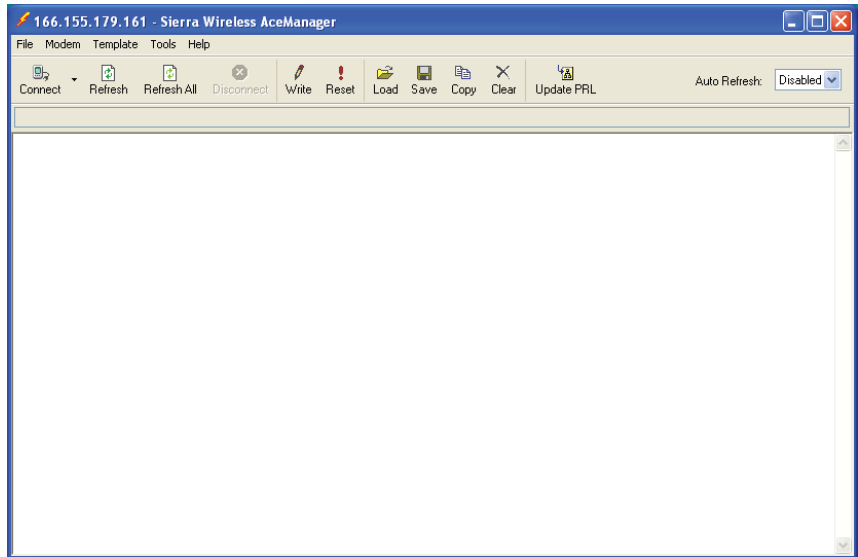 166.155.179.161 - Sierra Wireless AceManager
File Modem Template Tools Help
Connect Refresh Refresh All Disconnect Write Reset Load Save Copy Clear Update PRL Auto Refresh: Disabled